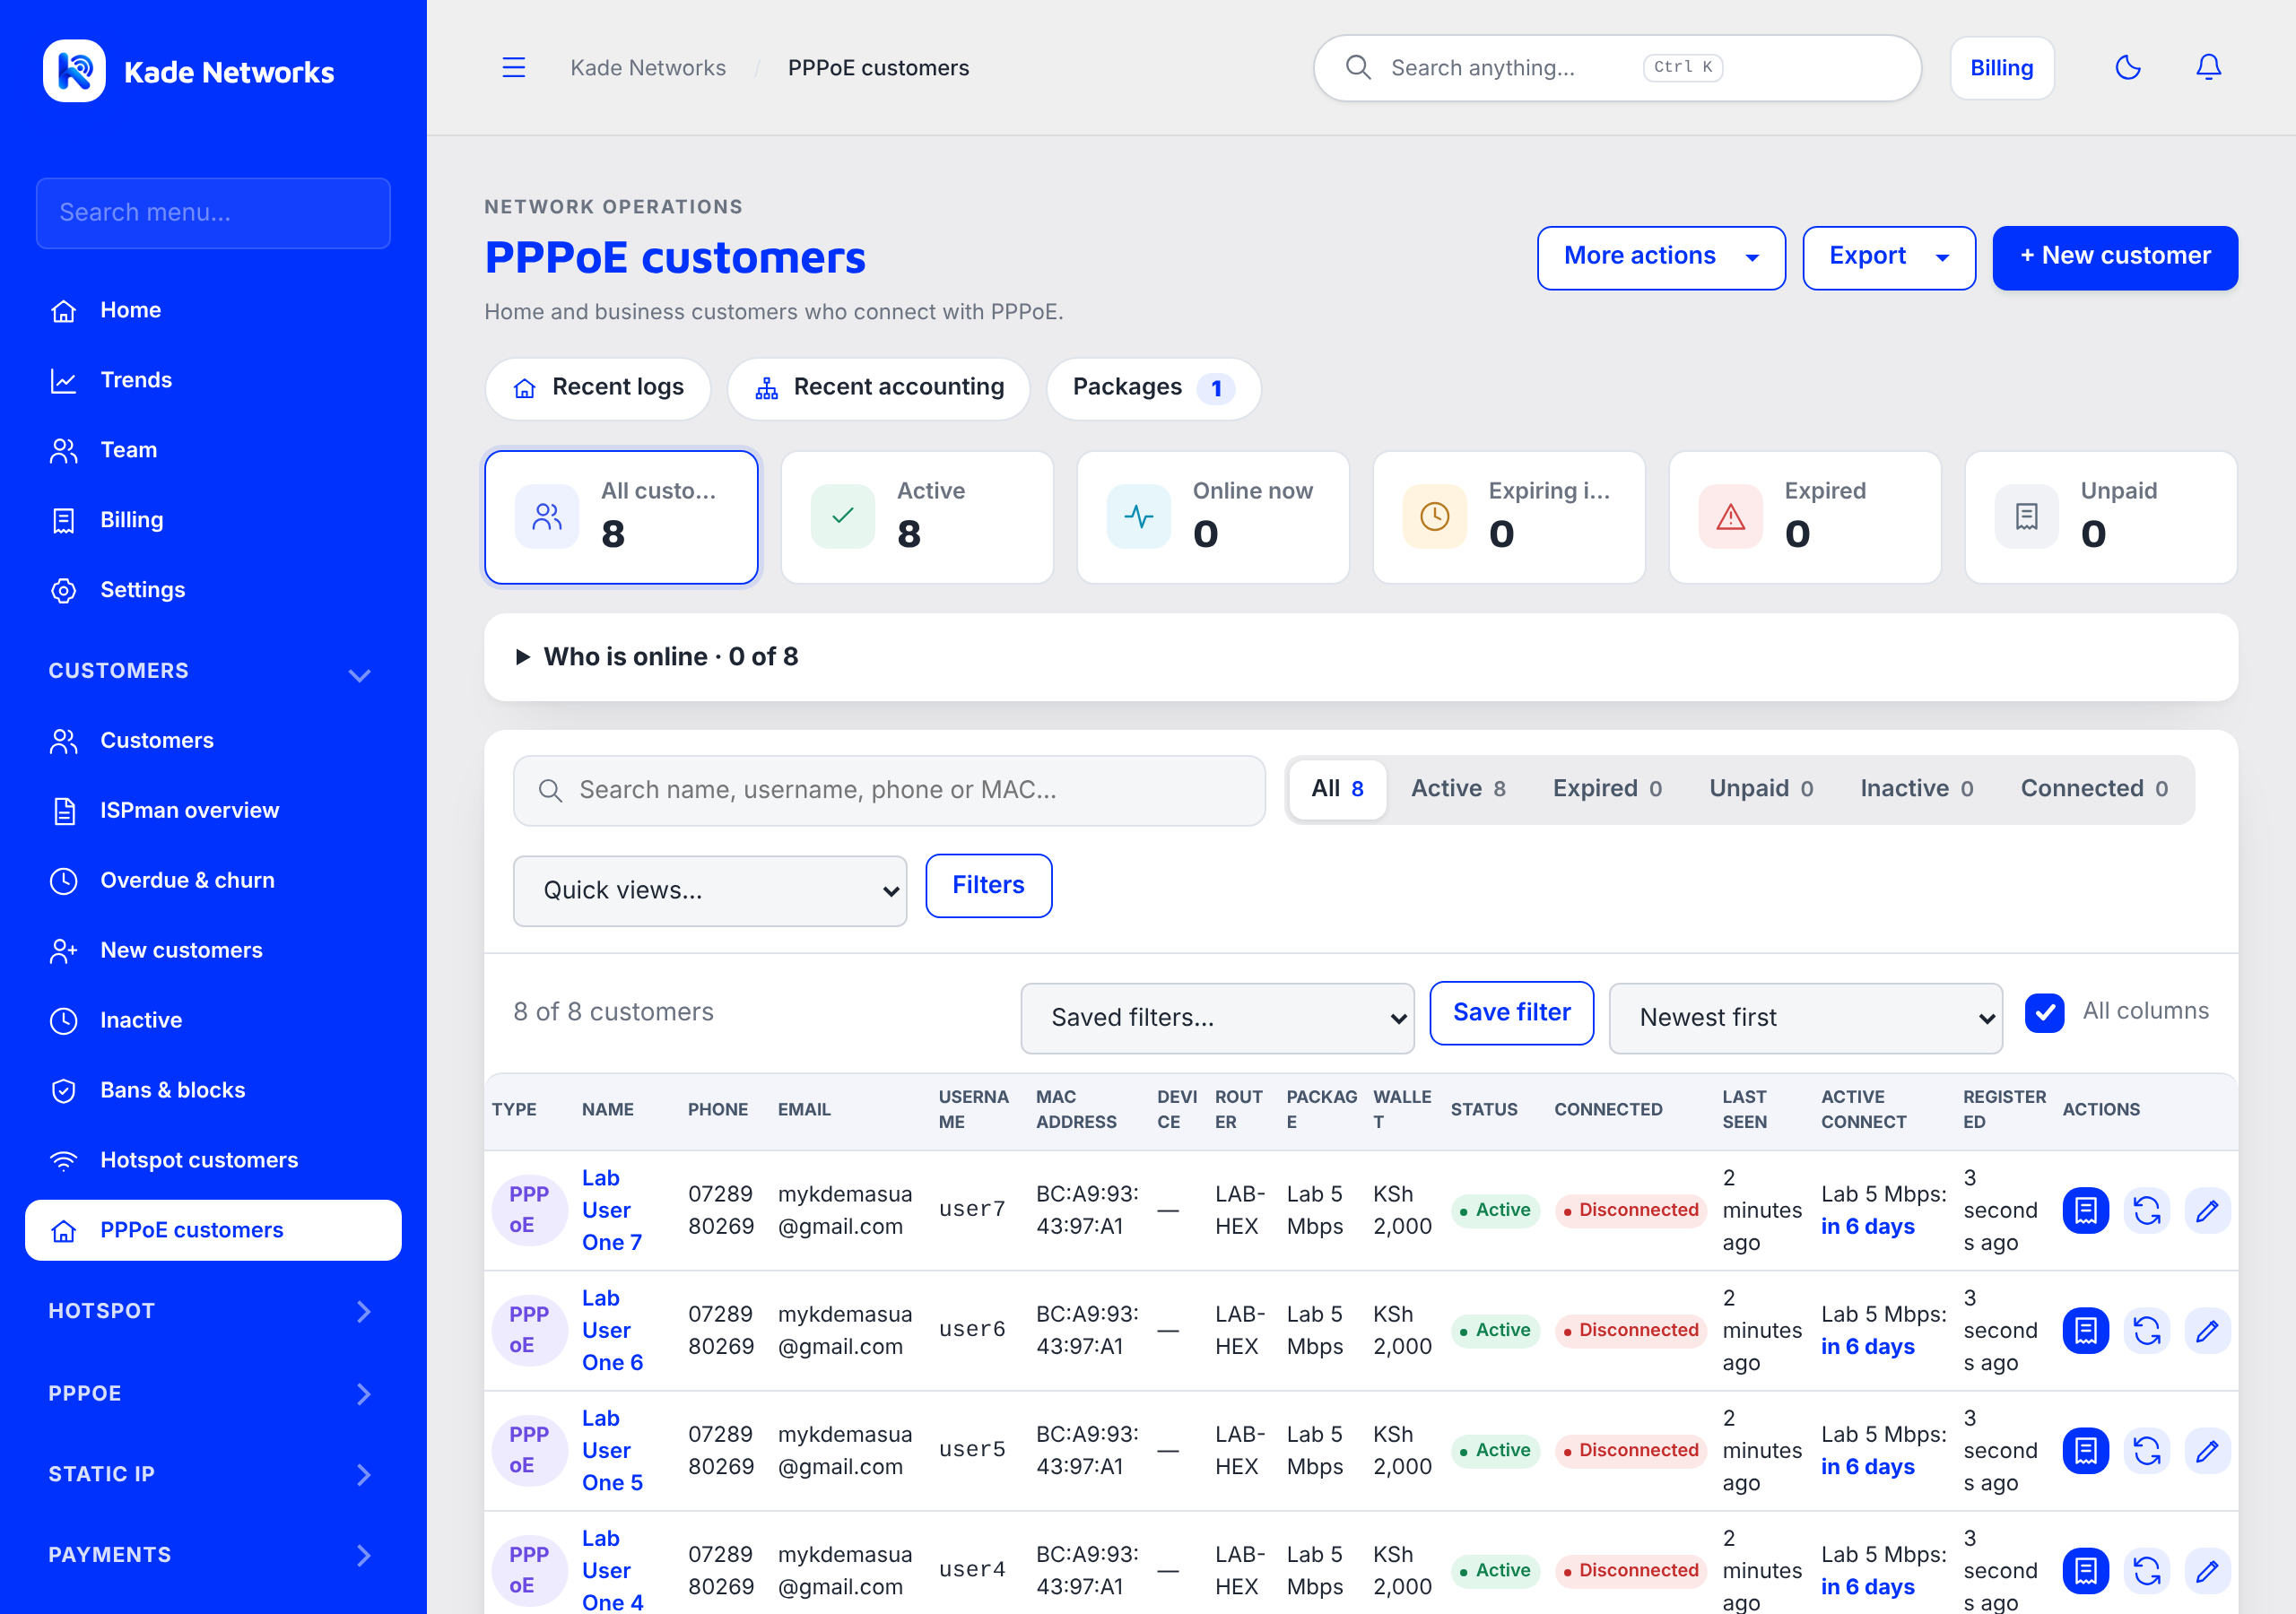 Kade Networks
Search menu...
Home
Trends
Team
Billing
Settings
CUSTOMERS
Customers
ISPman overview
Overdue & churn
New customers
Inactive
Bans & blocks
Hotspot customers
PPPoE customers
HOTSPOT
PPPOE
STATIC IP
PAYMENTS
Kade Networks / PPPoE customers
Search anything... Ctrl K
Billing
NETWORK OPERATIONS
PPPoE customers
Home and business customers who connect with PPPoE.
More actions
Export
+ New customer
Recent logs
Recent accounting
Packages 1
All custo...
8
Active
8
Online now
0
Expiring i...
0
Expired
0
Unpaid
0
Who is online · 0 of 8
Search name, username, phone or MAC...
All 8 Active 8 Expired 0 Unpaid 0 Inactive 0 Connected 0
Quick views...
Filters
8 of 8 customers
Saved filters...
Save filter
Newest first
All columns
TYPE NAME PHONE EMAIL USERNA MAC DEVI ROUT PACKAG WALLE STATUS CONNECTED LAST ACTIVE REGISTER ACTIONS
ME ADDRESS CE ER E T SEEN CONNECT ED
Lab 2 3
PPP User 07289 mykdemasua user7 BC:A9:93: — LAB- Lab 5 KSh Active Disconnected minutes Lab 5 Mbps: second
oE One 7 80269 @gmail.com 43:97:A1 HEX Mbps 2,000 ago in 6 days s ago
Lab 2 3
PPP User 07289 mykdemasua user6 BC:A9:93: — LAB- Lab 5 KSh Active Disconnected minutes Lab 5 Mbps: second
oE One 6 80269 @gmail.com 43:97:A1 HEX Mbps 2,000 ago in 6 days s ago
Lab 2 3
PPP User 07289 mykdemasua user5 BC:A9:93: — LAB- Lab 5 KSh Active Disconnected minutes Lab 5 Mbps: second
oE One 5 80269 @gmail.com 43:97:A1 HEX Mbps 2,000 ago in 6 days s ago
Lab 2 3
PPP User 07289 mykdemasua user4 BC:A9:93: — LAB- Lab 5 KSh Active Disconnected minutes Lab 5 Mbps: second
oE One 4 80269 @gmail.com 43:97:A1 HEX Mbps 2,000 ago in 6 days s ago